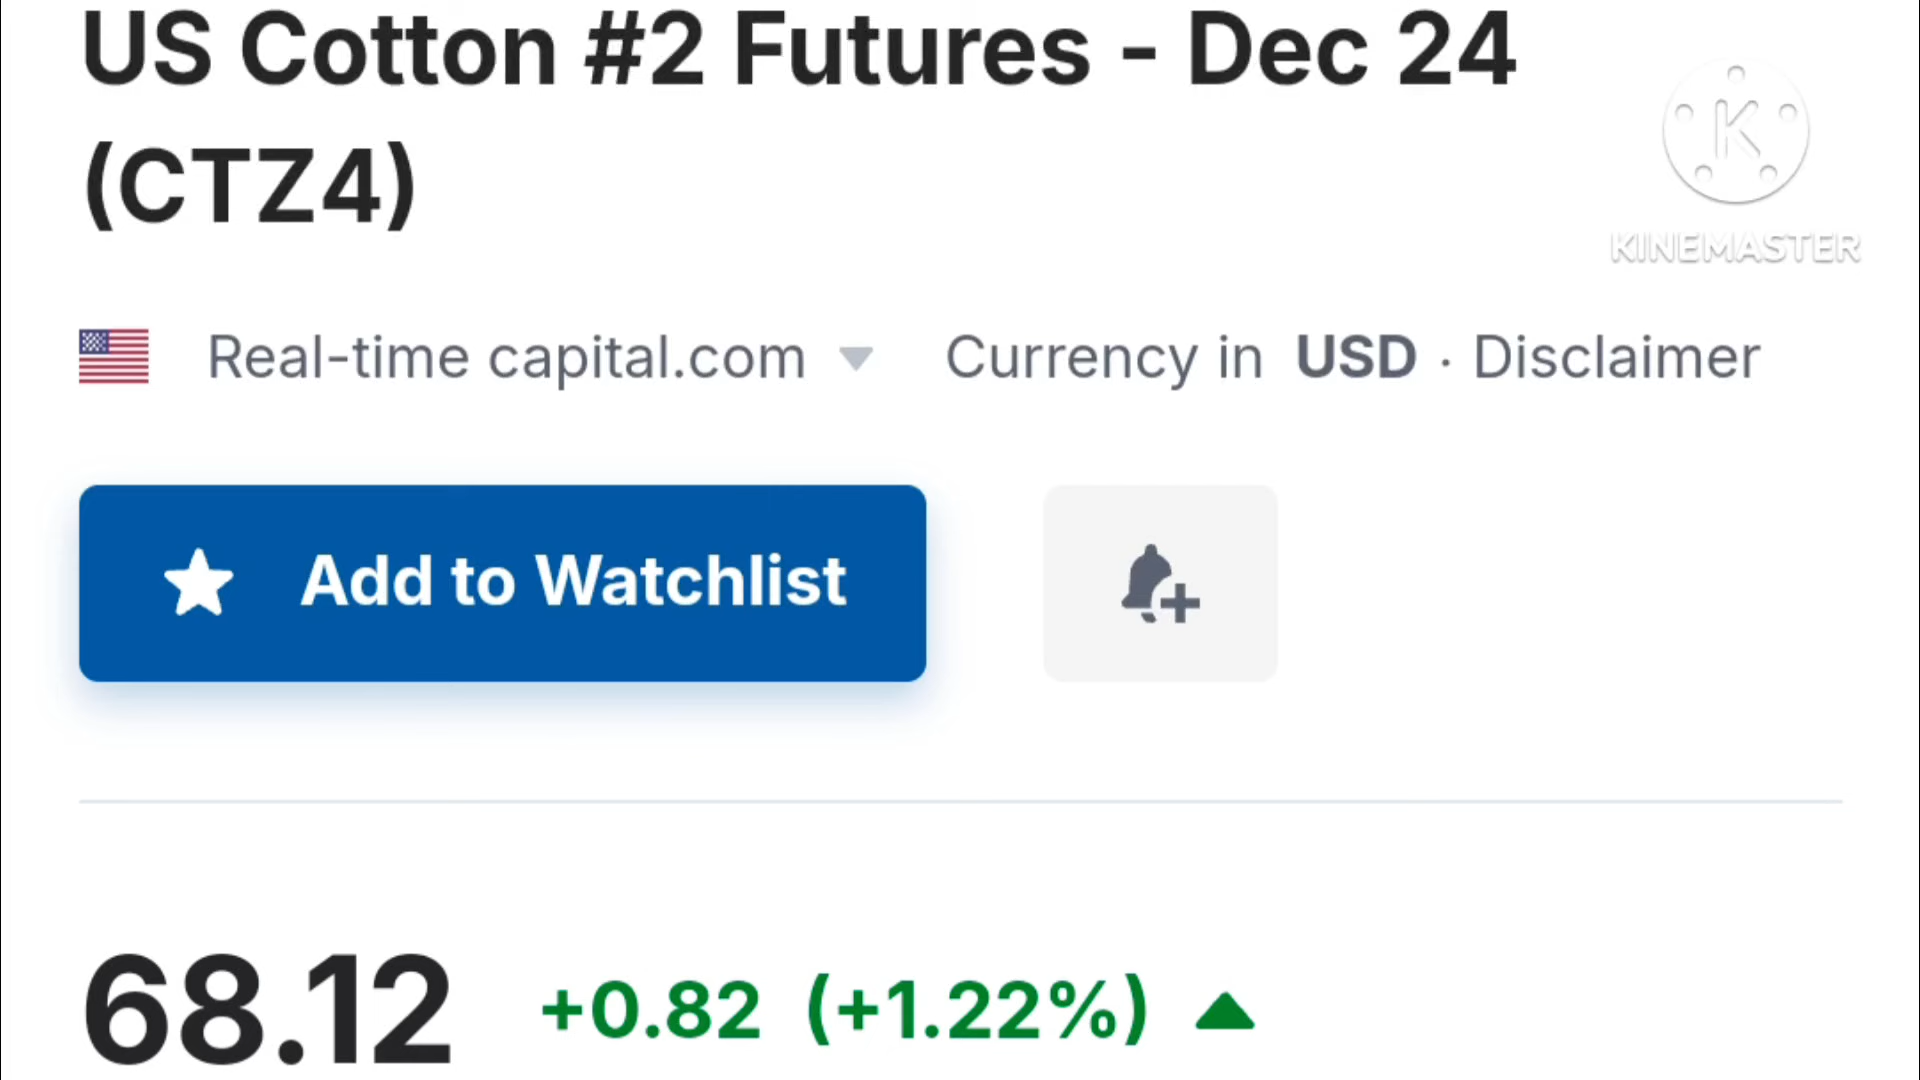 US Cotton #2 Futures - Dec 24
(CTZ4)
K
KINEMASTER
Real-time capital.com Currency in USD · Disclaimer
Add to Watchlist
68.12 +0.82 (+1.22%)